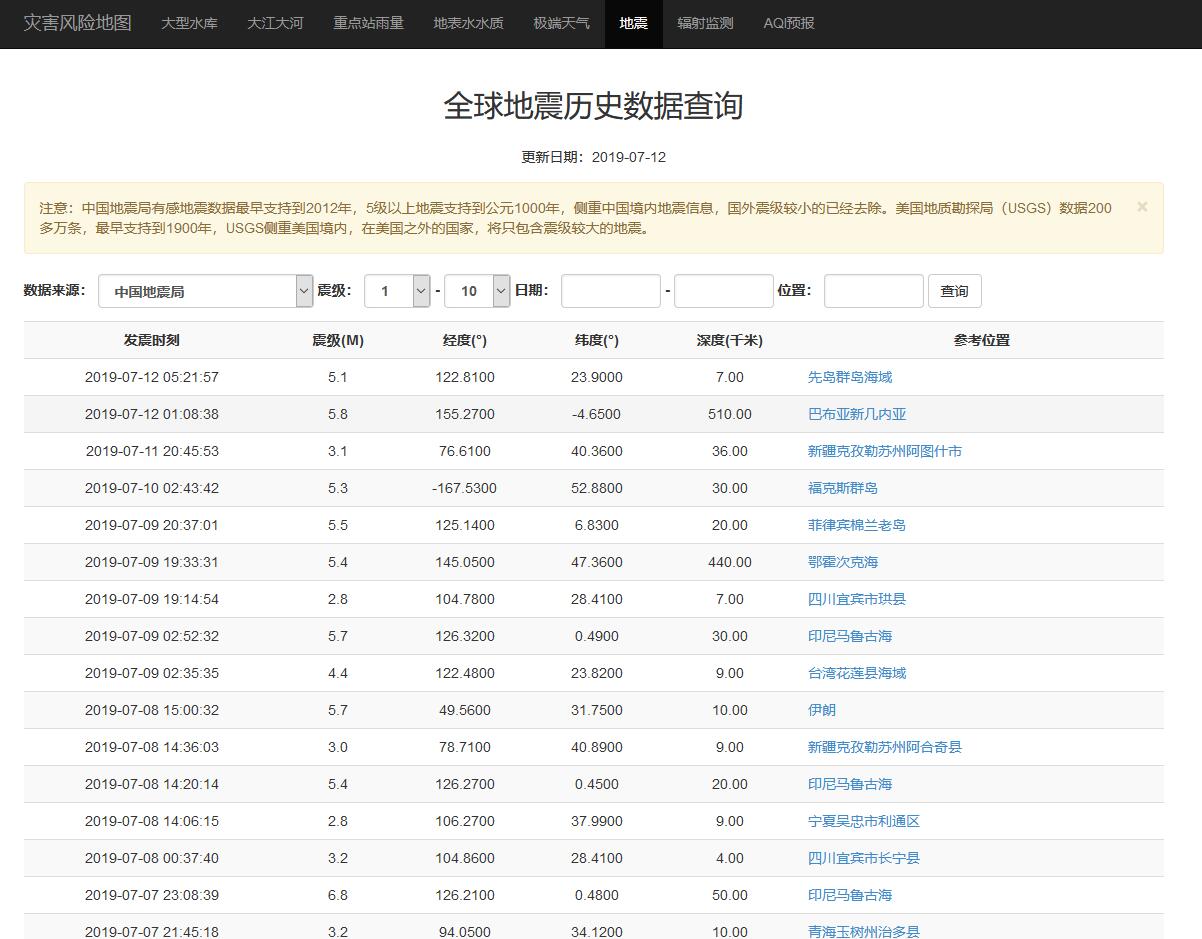 灾害风险地图 大型水库 大江大河 重点站雨量 地表水水质 极端天气 地震 辐射监测 AQI预报
全球地震历史数据查询
更新日期：2019-07-12
注意：中国地震局有感地震数据最早支持到2012年，5级以上地震支持到公元1000年，侧重中国境内地震信息，国外震级较小的已经去除。美国地质勘探局（USGS）数据200 ×
多万条，最早支持到1900年，USGS侧重美国境内，在美国之外的国家，将只包含震级较大的地震。
数据来源： 中国地震局 震级： 1 - 10 日期： - 位置： 查询
发震时刻 震级(M) 经度(°) 纬度(°) 深度(千米) 参考位置
2019-07-12 05:21:57 5.1 122.8100 23.9000 7.00 先岛群岛海域
2019-07-12 01:08:38 5.8 155.2700 -4.6500 510.00 巴布亚新几内亚
2019-07-11 20:45:53 3.1 76.6100 40.3600 36.00 新疆克孜勒苏州阿图什市
2019-07-10 02:43:42 5.3 -167.5300 52.8800 30.00 福克斯群岛
2019-07-09 20:37:01 5.5 125.1400 6.8300 20.00 菲律宾棉兰老岛
2019-07-09 19:33:31 5.4 145.0500 47.3600 440.00 鄂霍次克海
2019-07-09 19:14:54 2.8 104.7800 28.4100 7.00 四川宜宾市珙县
2019-07-09 02:52:32 5.7 126.3200 0.4900 30.00 印尼马鲁古海
2019-07-09 02:35:35 4.4 122.4800 23.8200 9.00 台湾花莲县海域
2019-07-08 15:00:32 5.7 49.5600 31.7500 10.00 伊朗
2019-07-08 14:36:03 3.0 78.7100 40.8900 9.00 新疆克孜勒苏州阿合奇县
2019-07-08 14:20:14 5.4 126.2700 0.4500 20.00 印尼马鲁古海
2019-07-08 14:06:15 2.8 106.2700 37.9900 9.00 宁夏吴忠市利通区
2019-07-08 00:37:40 3.2 104.8600 28.4100 4.00 四川宜宾市长宁县
2019-07-07 23:08:39 6.8 126.2100 0.4800 50.00 印尼马鲁古海
2019-07-07 21:45:18 3.2 94.0500 34.1200 10.00 青海玉树州治多县